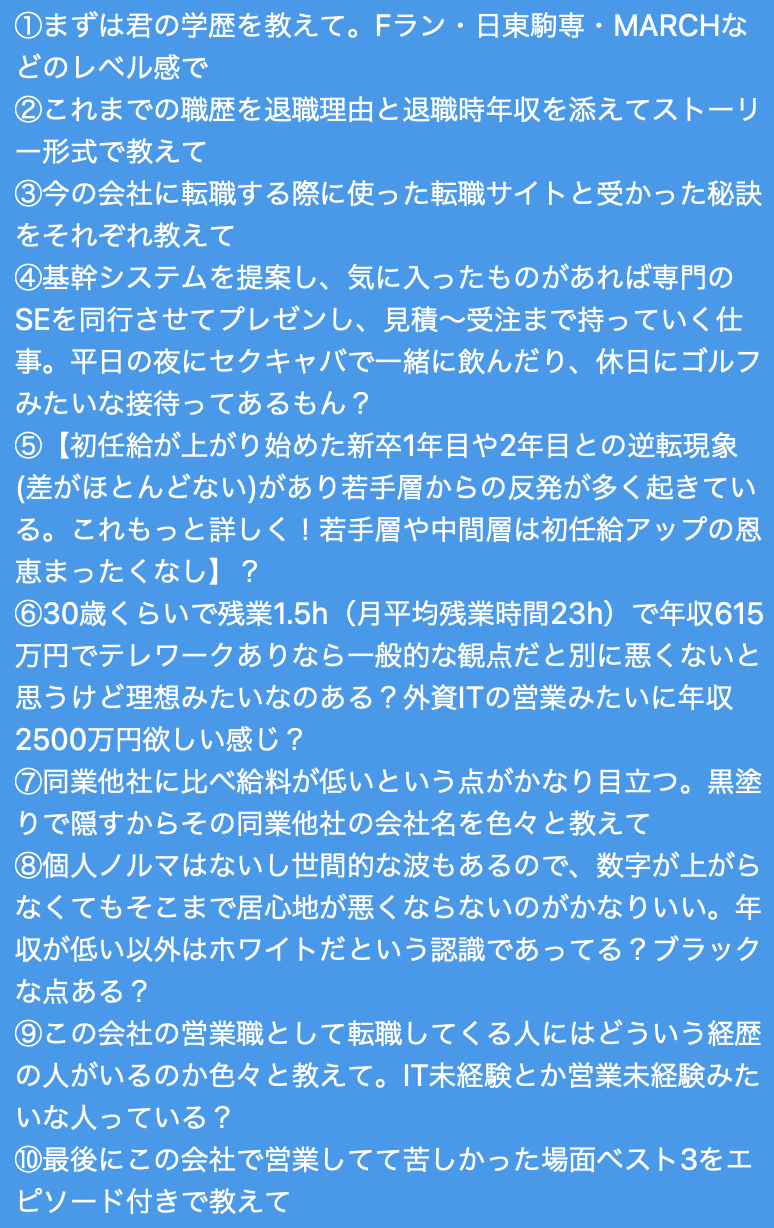 ①まずは君の学歴を教えて。Fラン・日東駒専・MARCHな
どのレベル感で
②これまでの職歴を退職理由と退職時年収を添えてストーリ
ー形式で教えて
③今の会社に転職する際に使った転職サイトと受かった秘訣
をそれぞれ教えて
④基幹システムを提案し、気に入ったものがあれば専門の
SEを同行させてプレゼンし、見積〜受注まで持っていく仕
事。平日の夜にセクキャバで一緒に飲んだり、休日にゴルフ
みたいな接待ってあるもん？
⑤【初任給が上がり始めた新卒1年目や2年目との逆転現象
(差がほとんどない)があり若手層からの反発が多く起きてい
る。これもっと詳しく！若手層や中間層は初任給アップの恩
恵まったくなし】？
⑥30歳くらいで残業1.5h（月平均残業時間23h）で年収615
万円でテレワークありなら一般的な観点だと別に悪くないと
思うけど理想みたいなのある？外資ITの営業みたいに年収
2500万円欲しい感じ？
⑦同業他社に比べ給料が低いという点がかなり目立つ。黒塗
りで隠すからその同業他社の会社名を色々と教えて
⑧個人ノルマはないし世間的な波もあるので、数字が上がら
なくてもそこまで居心地が悪くならないのがかなりいい。年
収が低い以外はホワイトだという認識であってる？ブラック
な点ある？
⑨この会社の営業職として転職してくる人にはどういう経歴
の人がいるのか色々と教えて。IT未経験とか営業未経験みた
いな人っている？
⑩最後にこの会社で営業してて苦しかった場面ベスト3をエ
ピソード付きで教えて